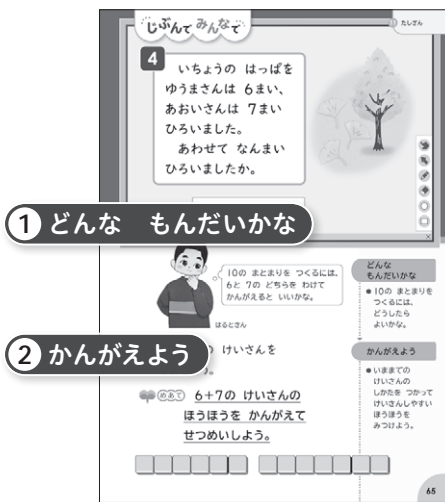 じぶんで みんなで
たしざん
4
いちょうの はっぱを
ゆうまさんは 6まい、
あおいさんは 7まい
ひろいました。
あわせて なんまい
ひろいましたか。
1 どんな もんだいかな
10の まとまりを つくるには、
6と 7の どちらを わけて
かんがえると いいかな。
はるとさん
どんな
もんだいかな
●10の まとまりを
つくるには、
どうしたら
よいかな。
2 かんがえよう
けいさんを
めあて 6+7の けいさんの
ほうほうを かんがえて
せつめいしよう。
かんがえよう
●いままでの
けいさんの
しかたを つかって
けいさんしやすい
ほうほうを
みつけよう。
65